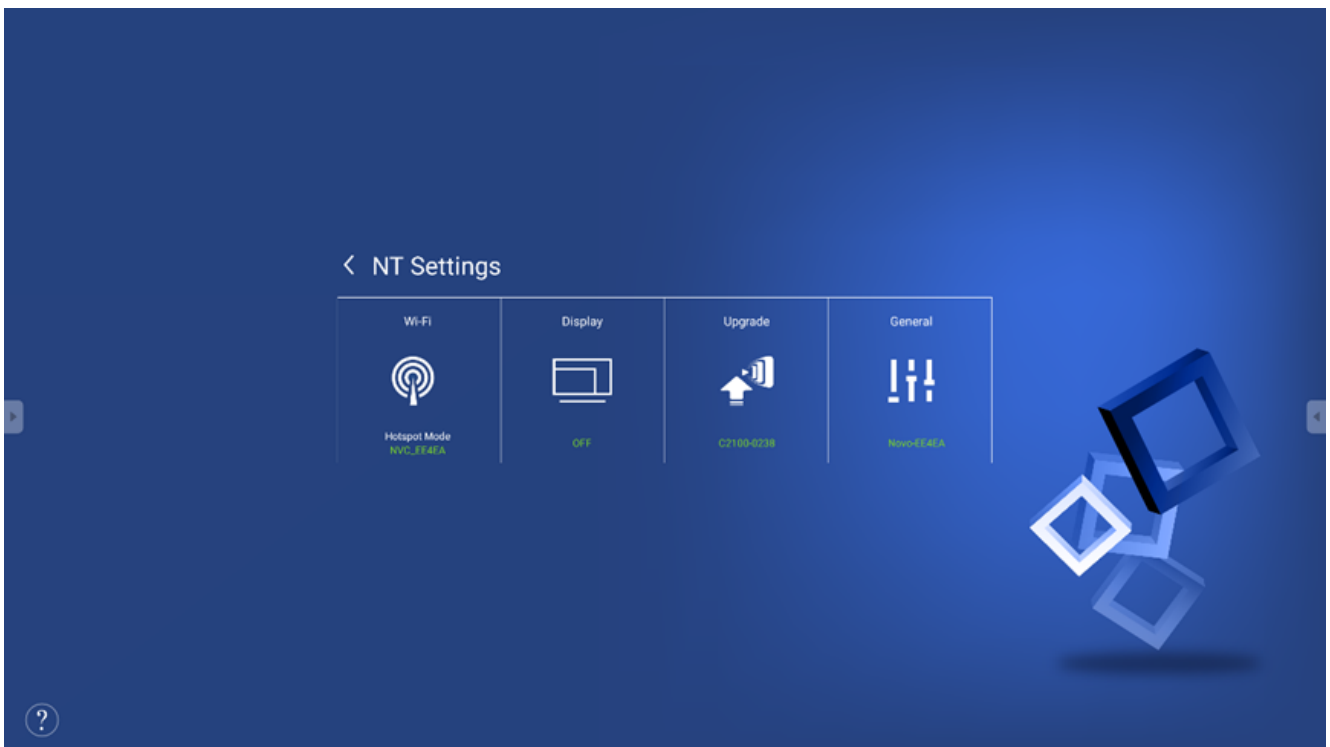 NT Settings
Wi-Fi
Display
Upgrade
General
Hotspot Mode
NVC_EE4EA
OFF
C2100-0238
Novo-EE4EA
?